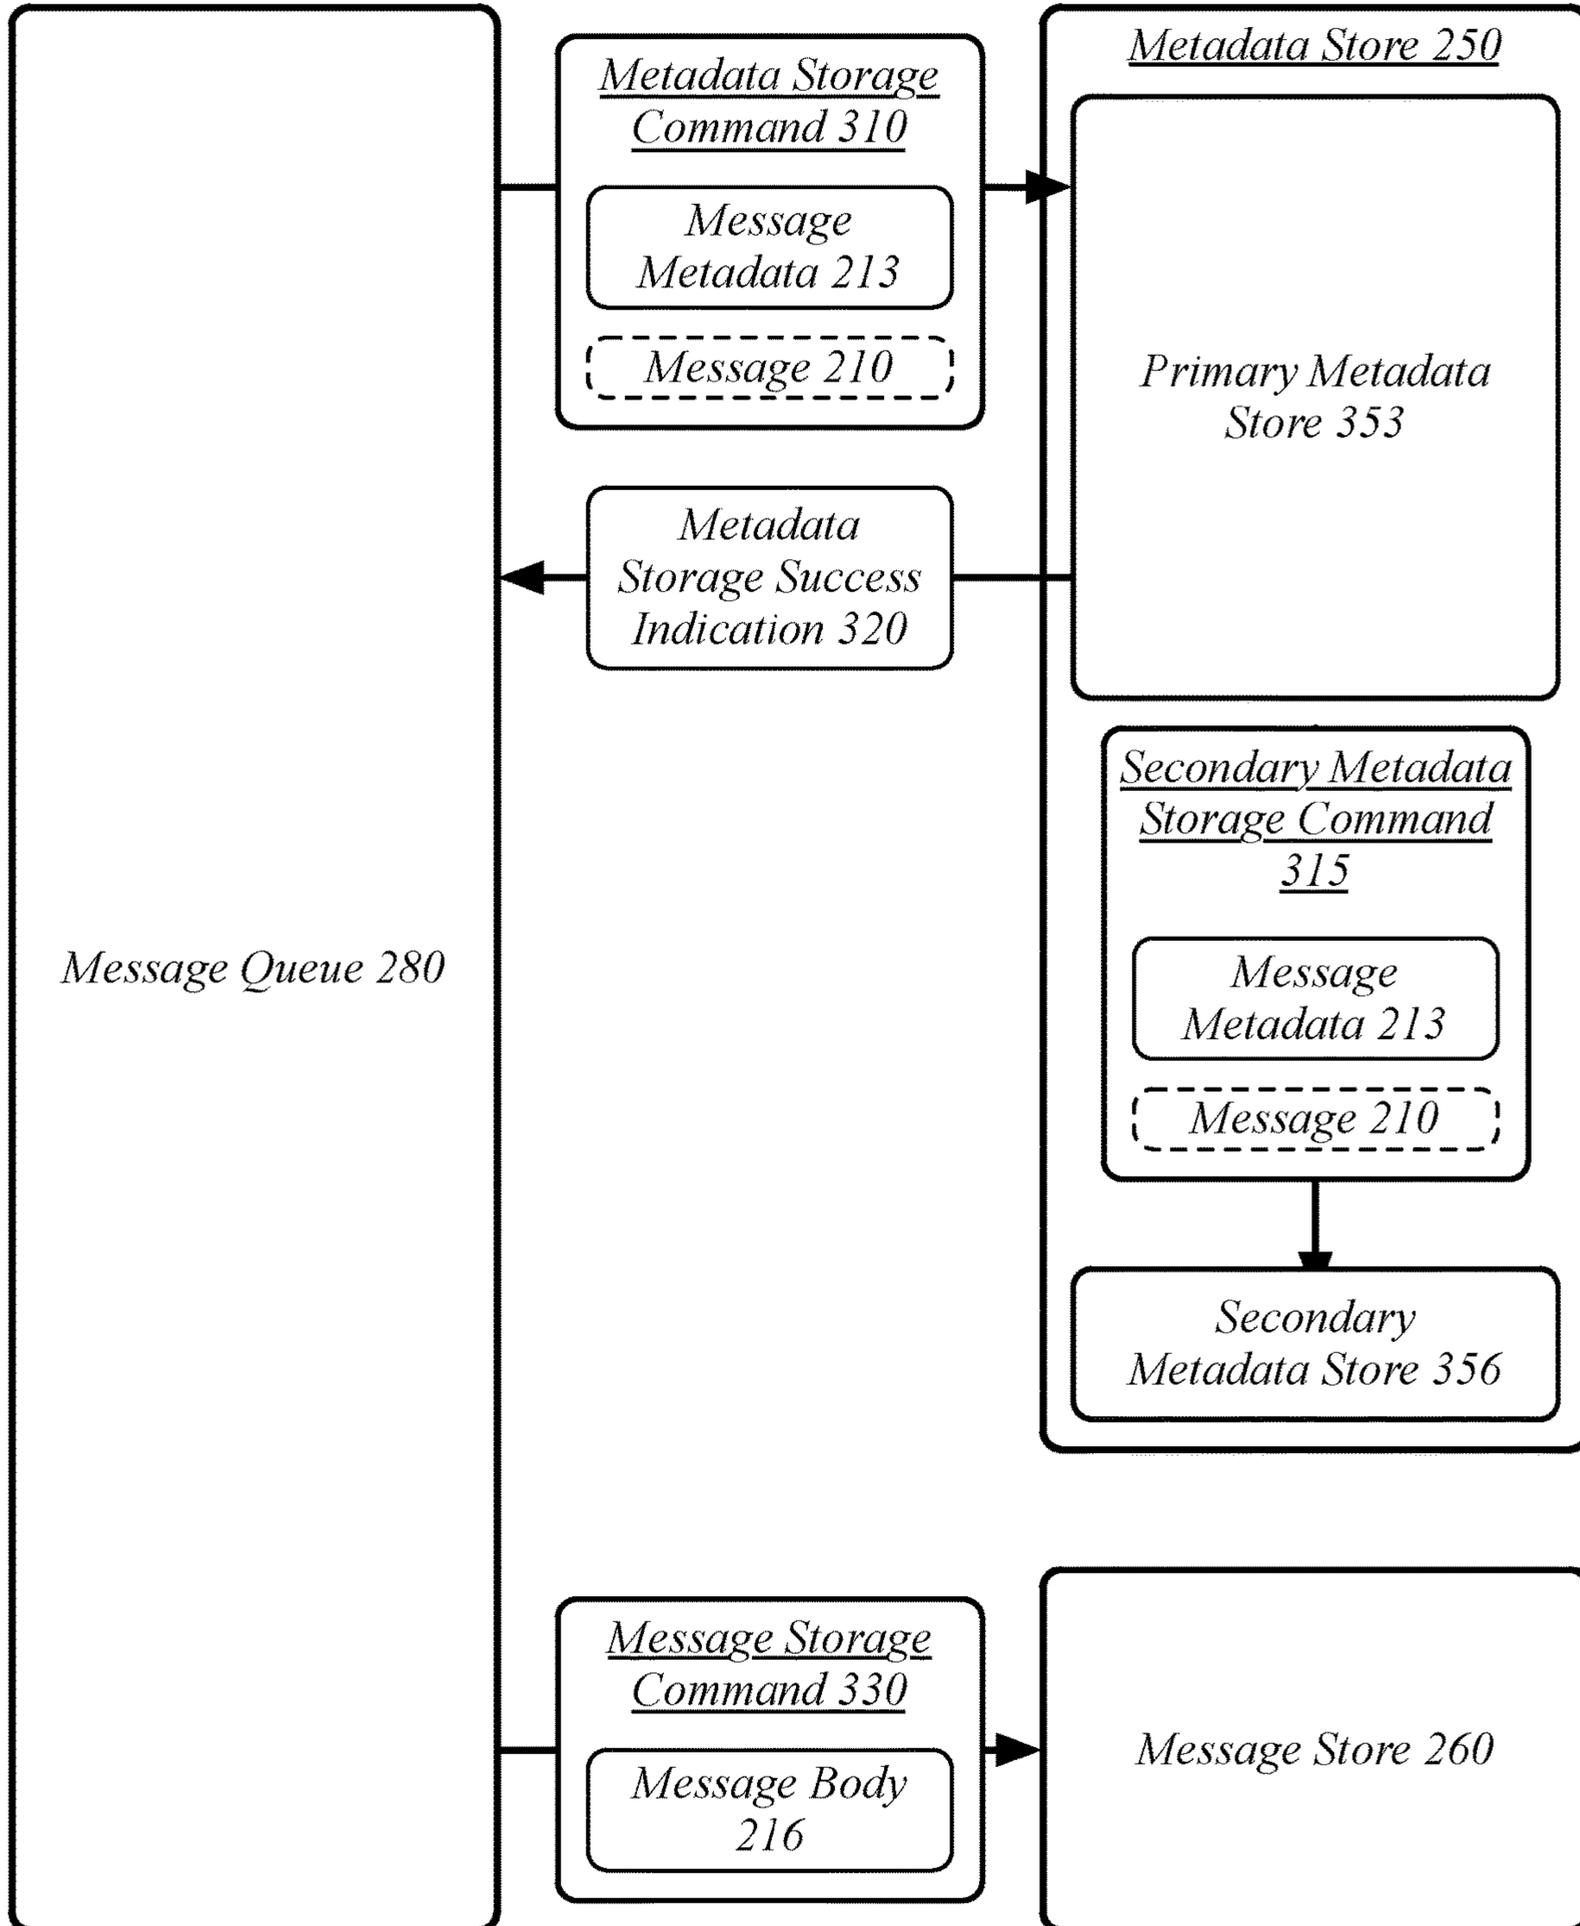 Metadata Storage
Command 310
Message
Metadata 213
Message 210
Metadata
Storage Success
Indication 320
Metadata Store 250
Primary Metadata
Store 353
Secondary Metadata
Storage Command
315
Message
Metadata 213
Message 210
Secondary
Metadata Store 356
Message Queue 280
Message Storage
Command 330
Message Body
216
Message Store 260